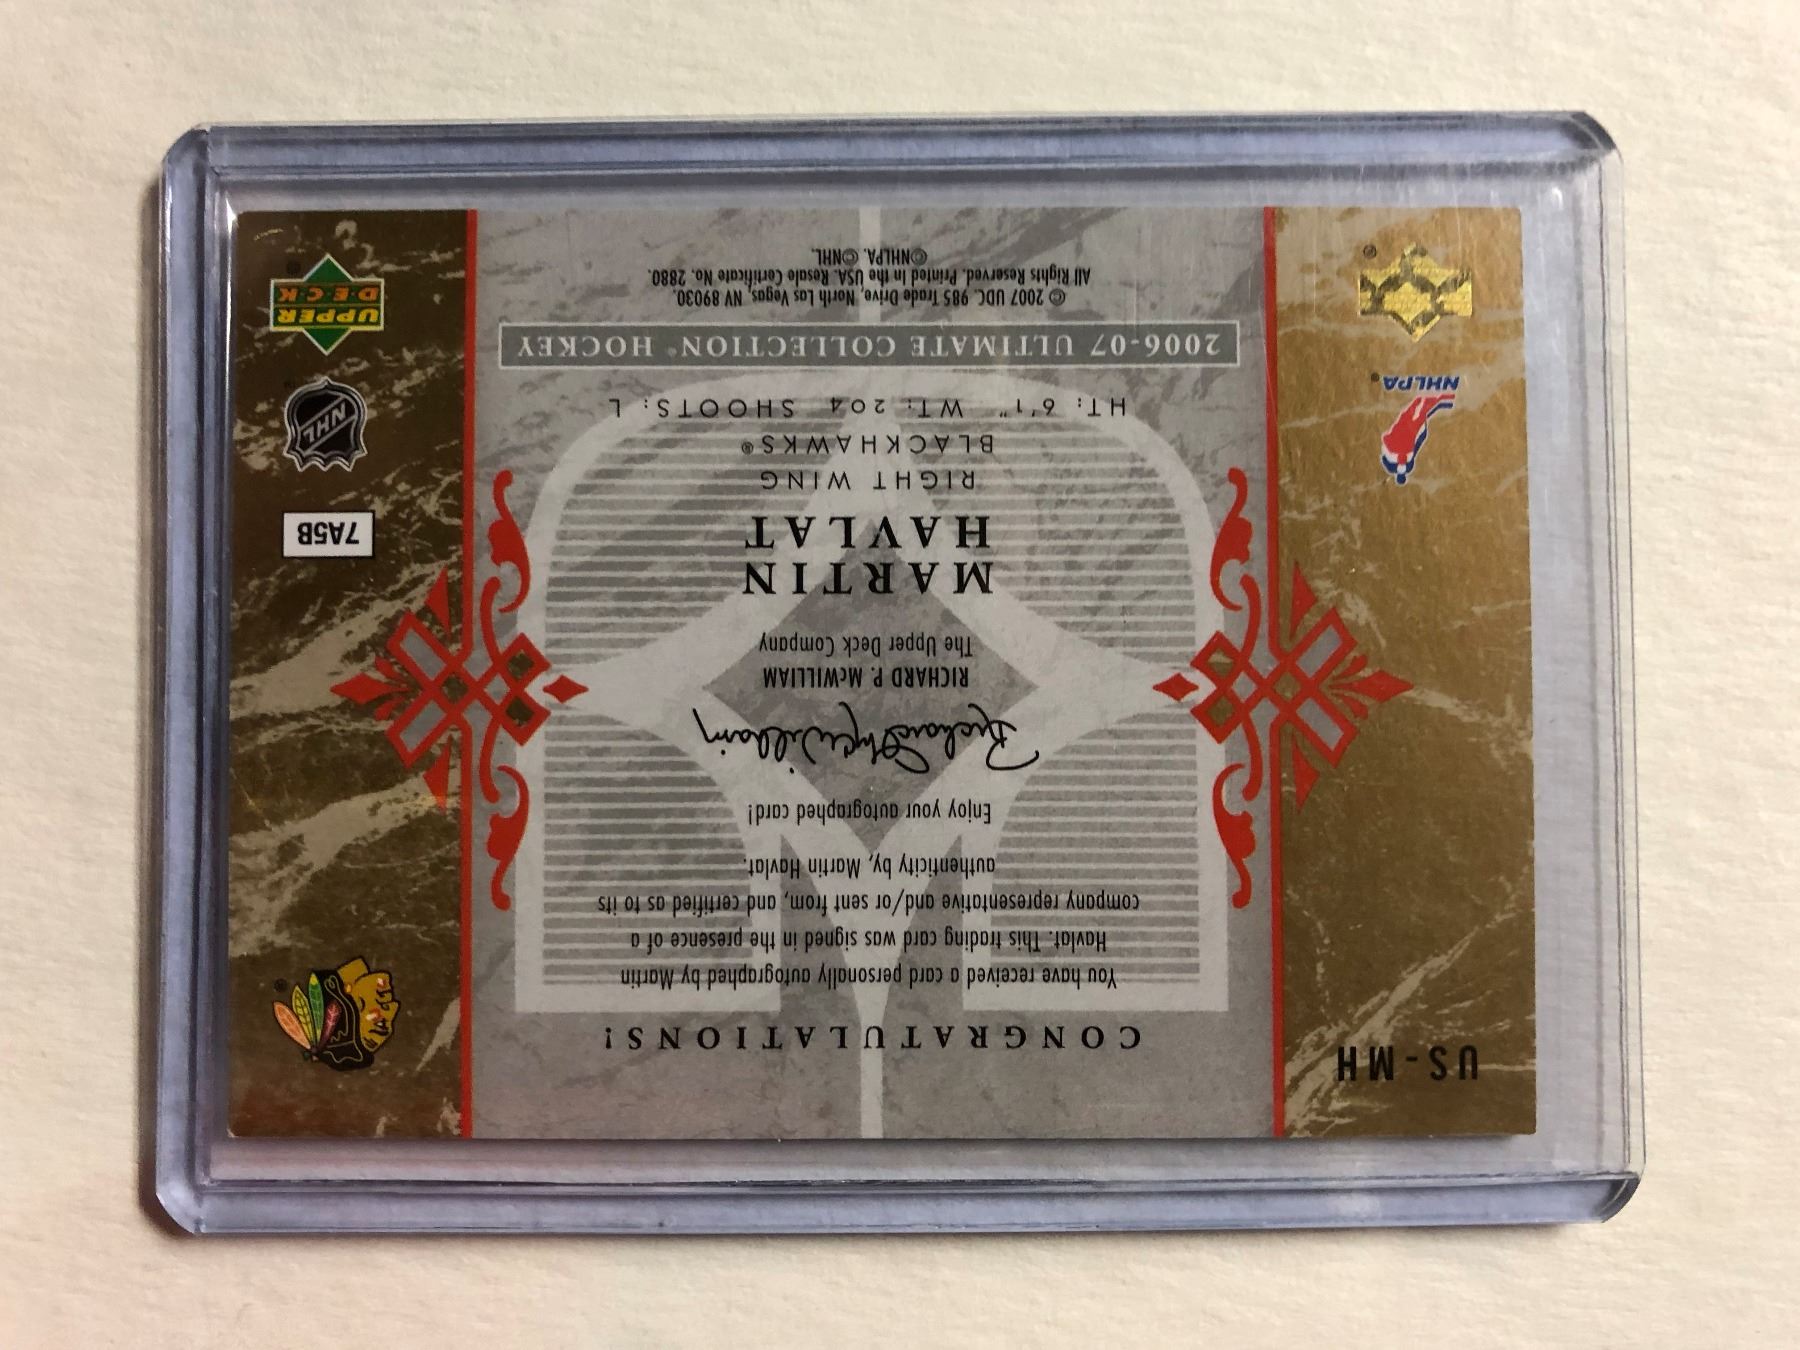 US-MH
CONGRATULATIONS!
You have received a card personally autographed by Martin
Havlat. This trading card was signed in the presence of a
company representative and/or sent from, and certified as to its
authenticity by, Martin Havlat.
Enjoy your autographed card!
Richard P. McWilliam
RICHARD P. McWILLIAM
The Upper Deck Company
MARTIN
HAVLAT
RIGHT WING
BLACKHAWKS®
HT: 6'1" WT: 204 SHOOTS: L
2006-07 ULTIMATE COLLECTION® HOCKEY
© 2007 UDC. 985 Trade Drive, North Las Vegas, NV 89030.
All Rights Reserved. Printed in the USA. Resale Certificate No. 2880.
©NHLPA. ©NHL.
NHLPA®
7A5B
NHL
UPPER
DECK